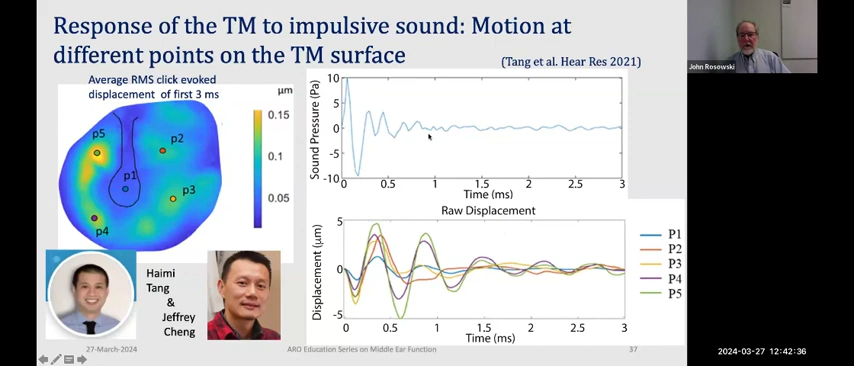 Response of the TM to impulsive sound: Motion at
different points on the TM surface
(Tang et al. Hear Res 2021)
Average RMS click evoked
displacement of first 3 ms
μm
0.15
0.1
0.05
p5
p2
p1
p3
p4
Sound Pressure (Pa)
10
5
0
-5
-10
0
0.5
1
1.5
2
2.5
3
Time (ms)
Raw Displacement
Displacement (μm)
5
0
-5
0
0.5
1
1.5
2
2.5
3
Time (ms)
P1
P2
P3
P4
P5
Haimi
Tang
&
Jeffrey
Cheng
27-March-2024
ARO Education Series on Middle Ear Function
37
John Rosowski
2024-03-27 12:42:36